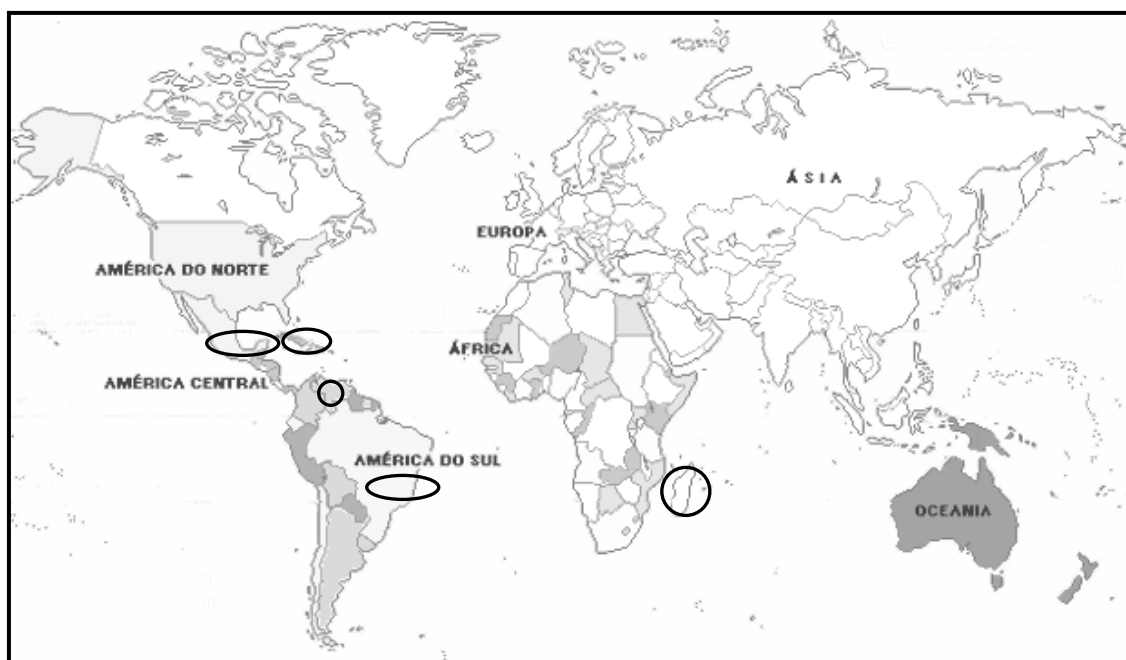 ÁSIA
EUROPA
AMÉRICA DO NORTE
ÁFRICA
AMÉRICA CENTRAL
AMÉRICA DO SUL
OCEANIA